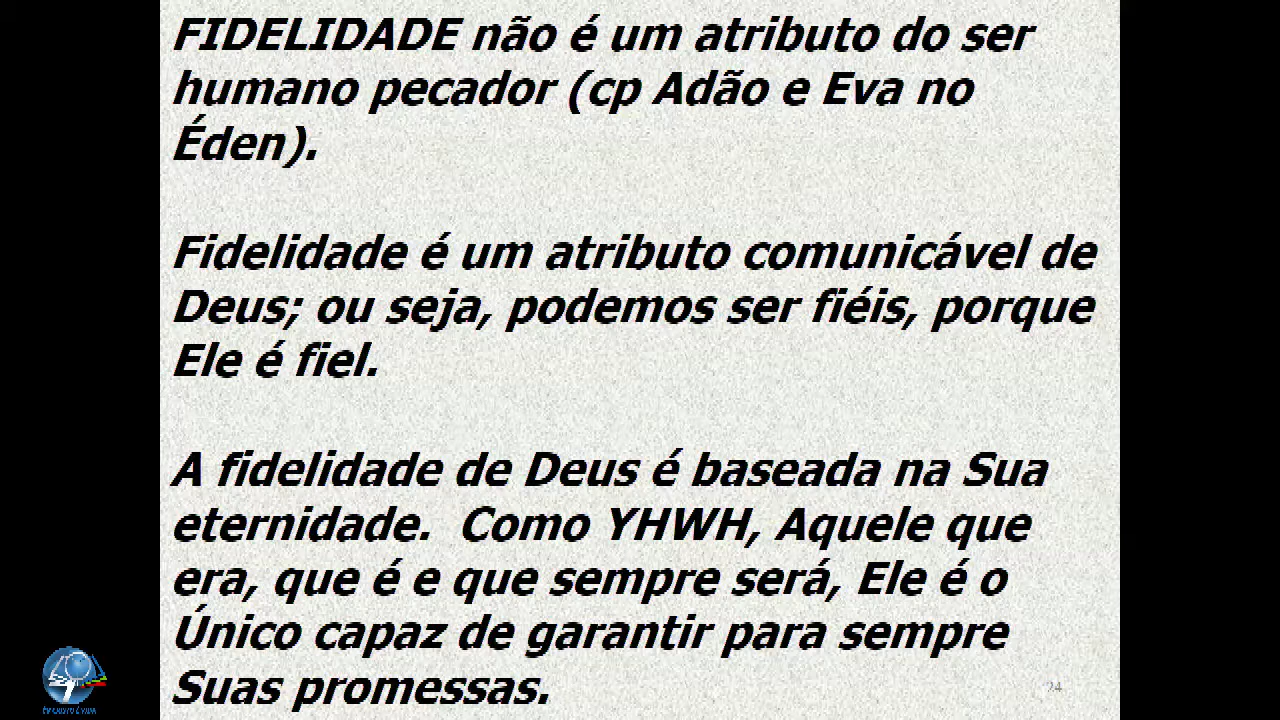 FIDELIDADE não é um atributo do ser
humano pecador (cp Adão e Eva no
Éden).
Fidelidade é um atributo comunicável de
Deus; ou seja, podemos ser fiéis, porque
Ele é fiel.
A fidelidade de Deus é baseada na Sua
eternidade.  Como YHWH, Aquele que
era, que é e que sempre será, Ele é o
Único capaz de garantir para sempre
Suas promessas.
24